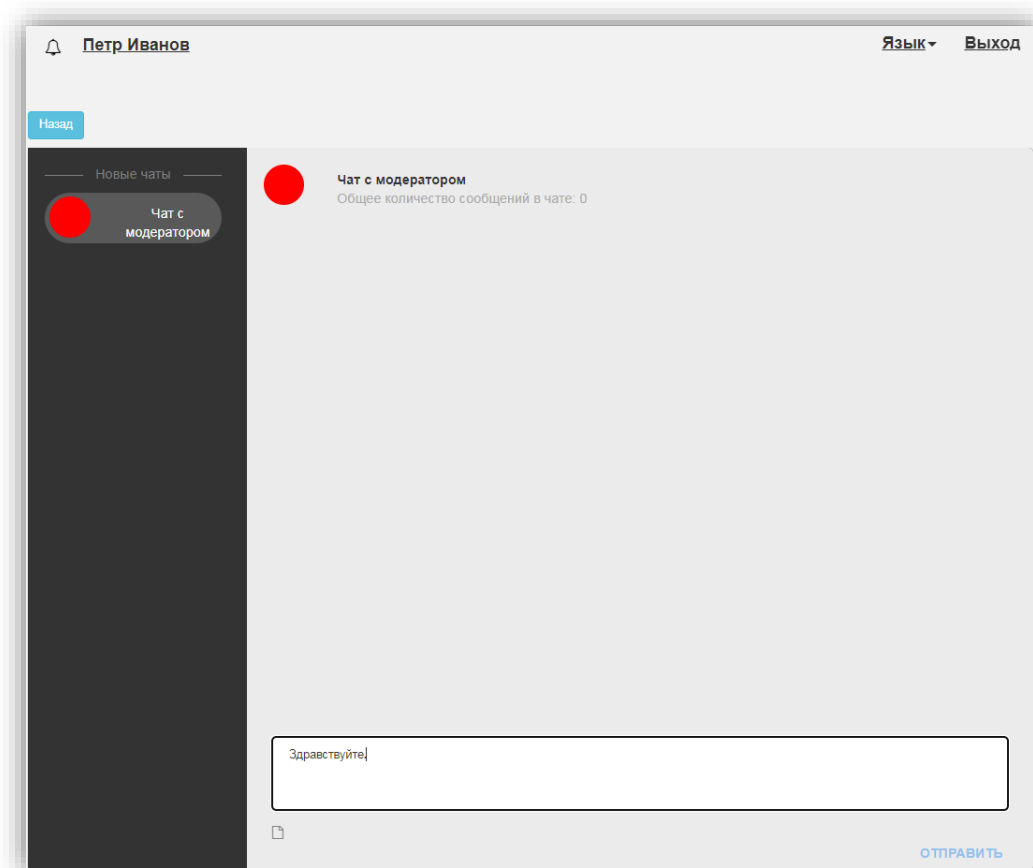 Петр Иванов
Язык
Выход
Назад
Новые чаты
Чат с
модератором
Чат с модератором
Общее количество сообщений в чате: 0
Здравствуйте,
ОТПРАВИТЬ